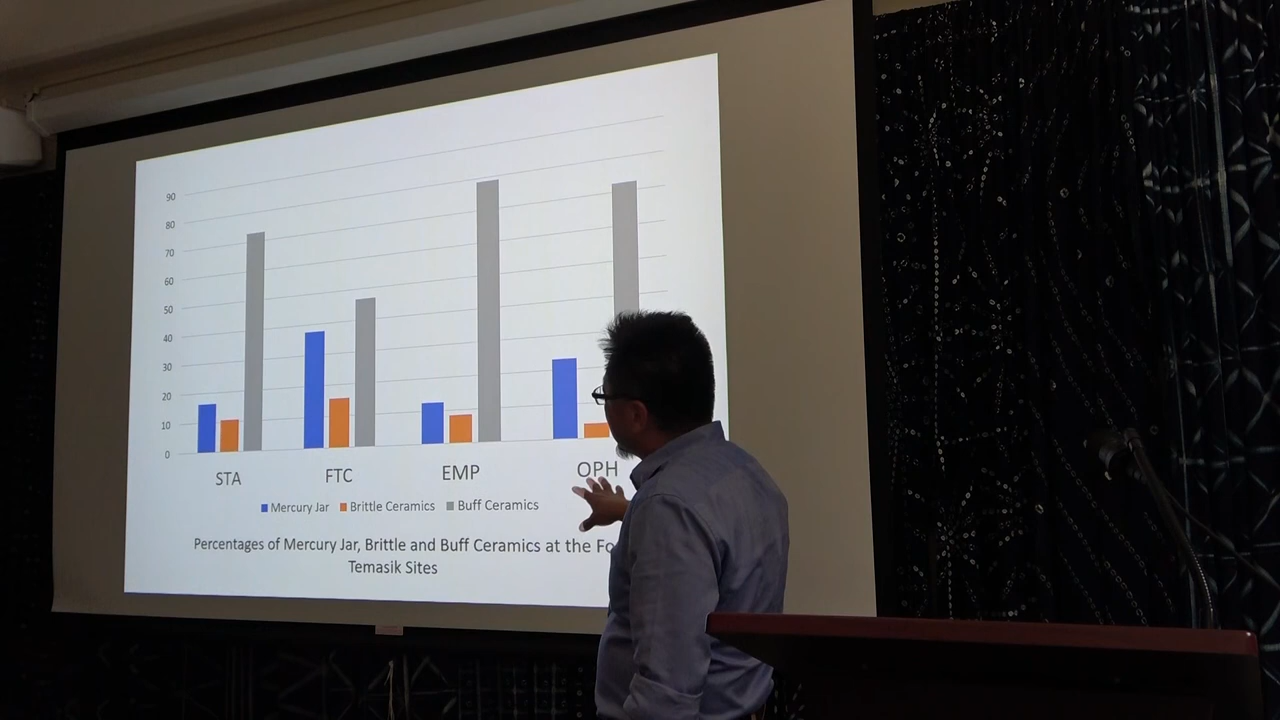 90
80
70
60
50
40
30
20
10
0
STA FTC EMP OPH
Mercury Jar Brittle Ceramics Buff Ceramics
Percentages of Mercury Jar, Brittle and Buff Ceramics at the
Temasik Sites